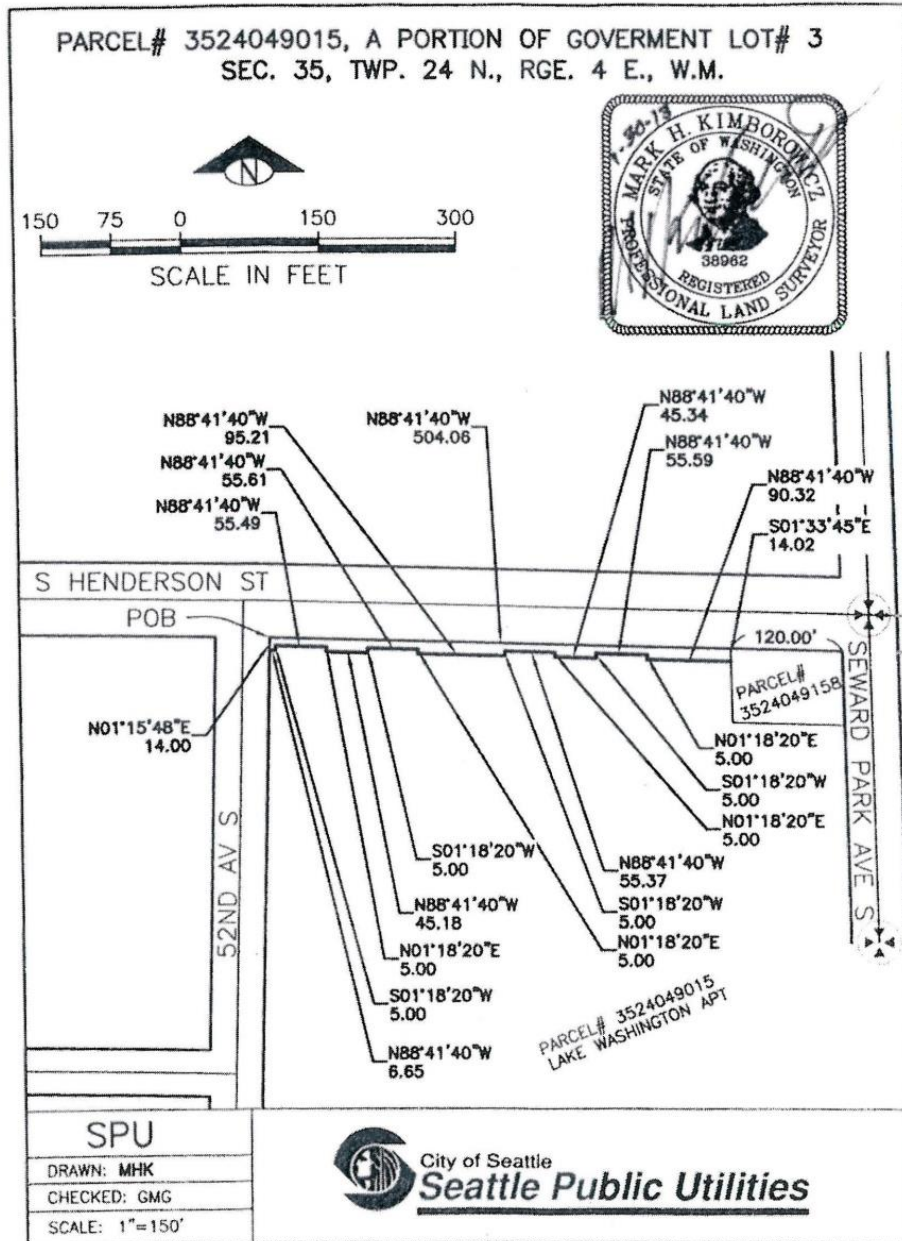 PARCEL# 3524049015, A PORTION OF GOVERMENT LOT# 3
SEC. 35, TWP. 24 N., RGE. 4 E., W.M.
N
150 75 0 150 300
SCALE IN FEET
MARK H. KIMBOROWICZ
STATE OF WASHINGTON
38962
REGISTERED
PROFESSIONAL LAND SURVEYOR
N88°41'40"W
95.21
N88°41'40"W
55.61
N88°41'40"W
55.49
N88°41'40"W
504.06
N88°41'40"W
45.34
N88°41'40"W
55.59
N88°41'40"W
90.32
S01°33'45"E
14.02
S HENDERSON ST
POB
120.00'
PARCEL#
3524049158
SEWARD PARK AVE S
N01°15'48"E
14.00
52ND AV S
N01°18'20"E
5.00
S01°18'20"W
5.00
N01°18'20"E
5.00
S01°18'20"W
5.00
N88°41'40"W
45.18
N01°18'20"E
5.00
S01°18'20"W
5.00
N88°41'40"W
6.65
N88°41'40"W
55.37
S01°18'20"W
5.00
N01°18'20"E
5.00
PARCEL# 3524049015
LAKE WASHINGTON APT
SPU
DRAWN: MHK
CHECKED: GMG
SCALE: 1"=150'
City of Seattle
Seattle Public Utilities